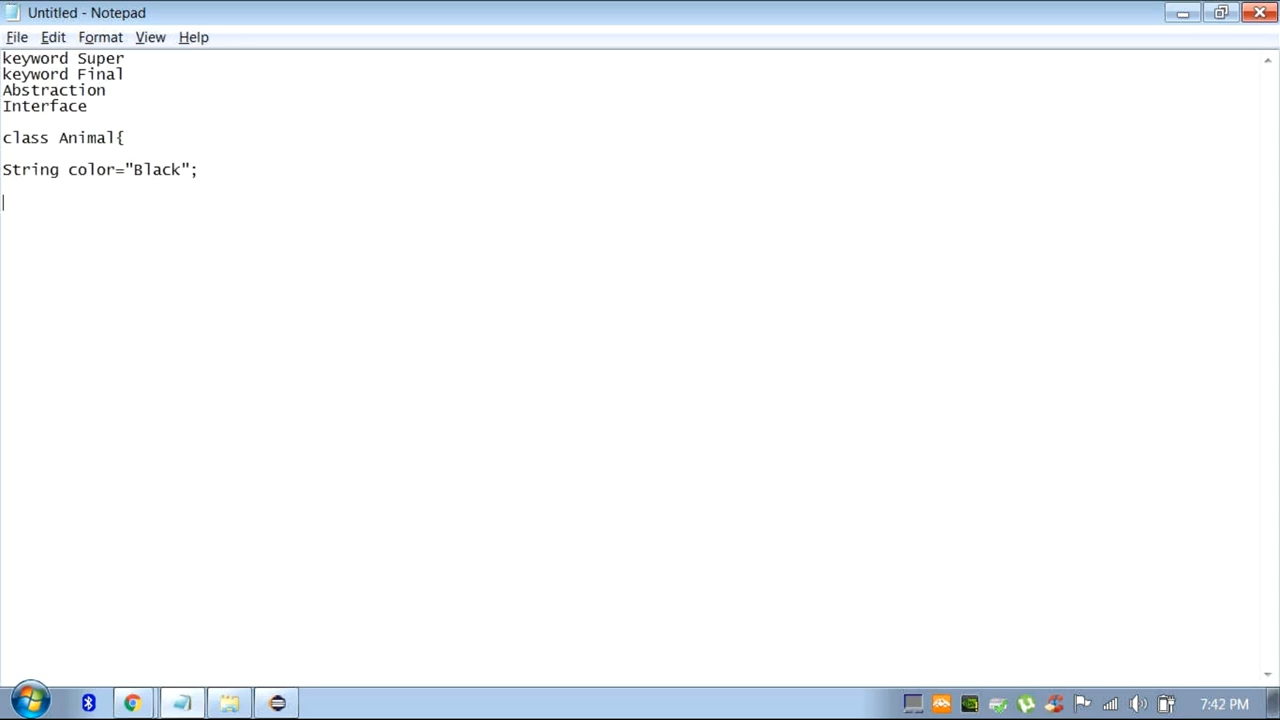 Untitled - Notepad
File Edit Format View Help
keyword Super
keyword Final
Abstraction
Interface
class Animal{
String color="Black";
7:42 PM